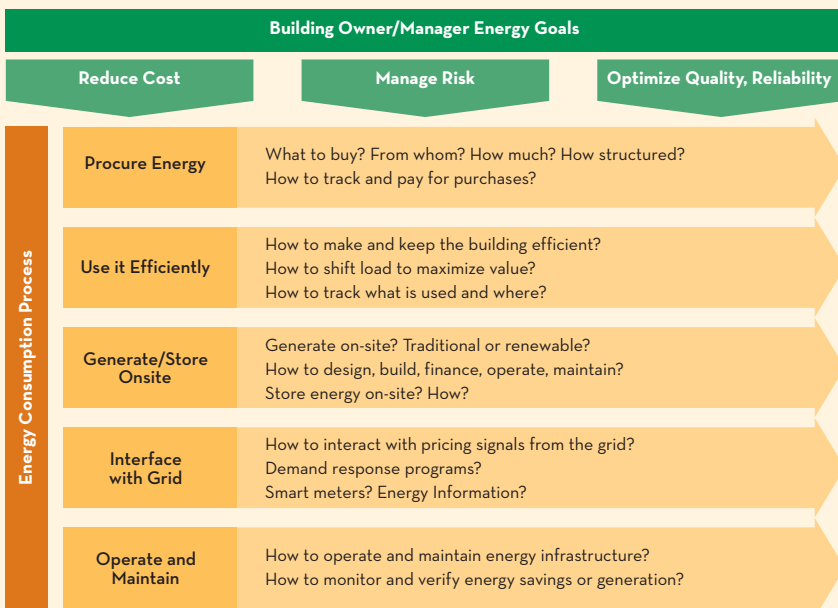 Building Owner/Manager Energy Goals
Reduce Cost
Manage Risk
Optimize Quality, Reliability
Energy Consumption Process
Procure Energy
What to buy? From whom? How much? How structured?
How to track and pay for purchases?
Use it Efficiently
How to make and keep the building efficient?
How to shift load to maximize value?
How to track what is used and where?
Generate/Store
Onsite
Generate on-site? Traditional or renewable?
How to design, build, finance, operate, maintain?
Store energy on-site? How?
Interface
with Grid
How to interact with pricing signals from the grid?
Demand response programs?
Smart meters? Energy Information?
Operate and
Maintain
How to operate and maintain energy infrastructure?
How to monitor and verify energy savings or generation?